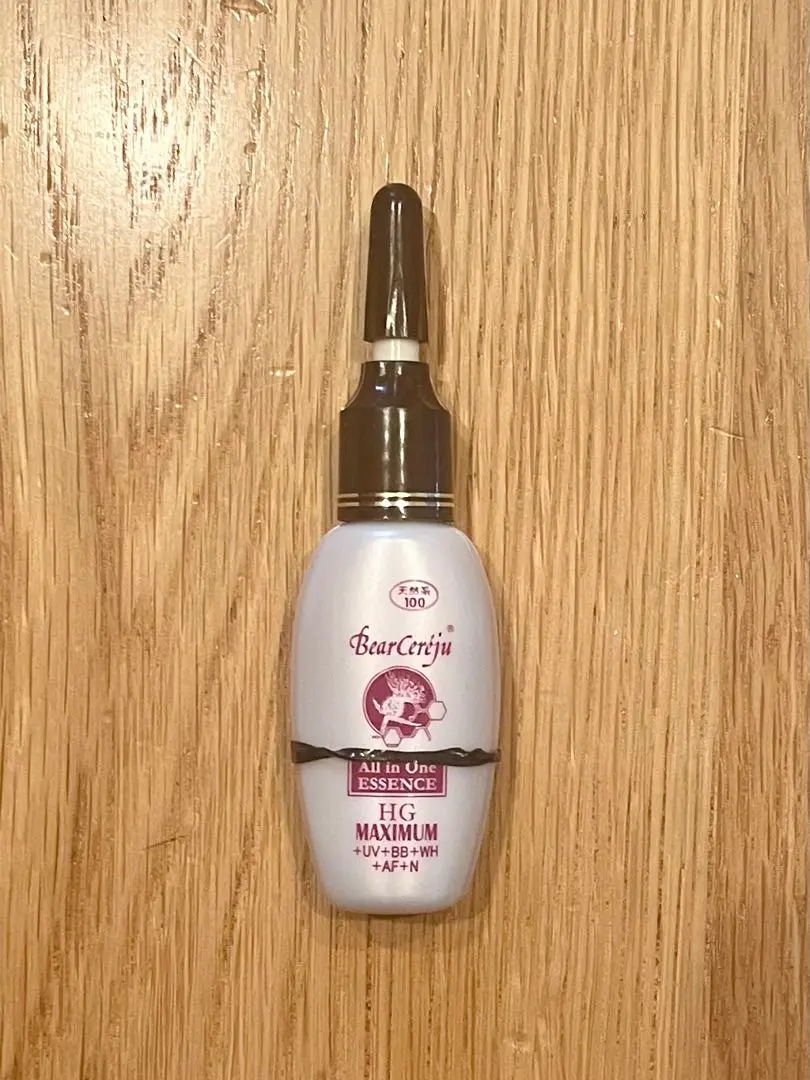 天然系
100
BearCeréju®
All in One
ESSENCE
HG
MAXIMUM
+UV+BB+WH
+AF+N